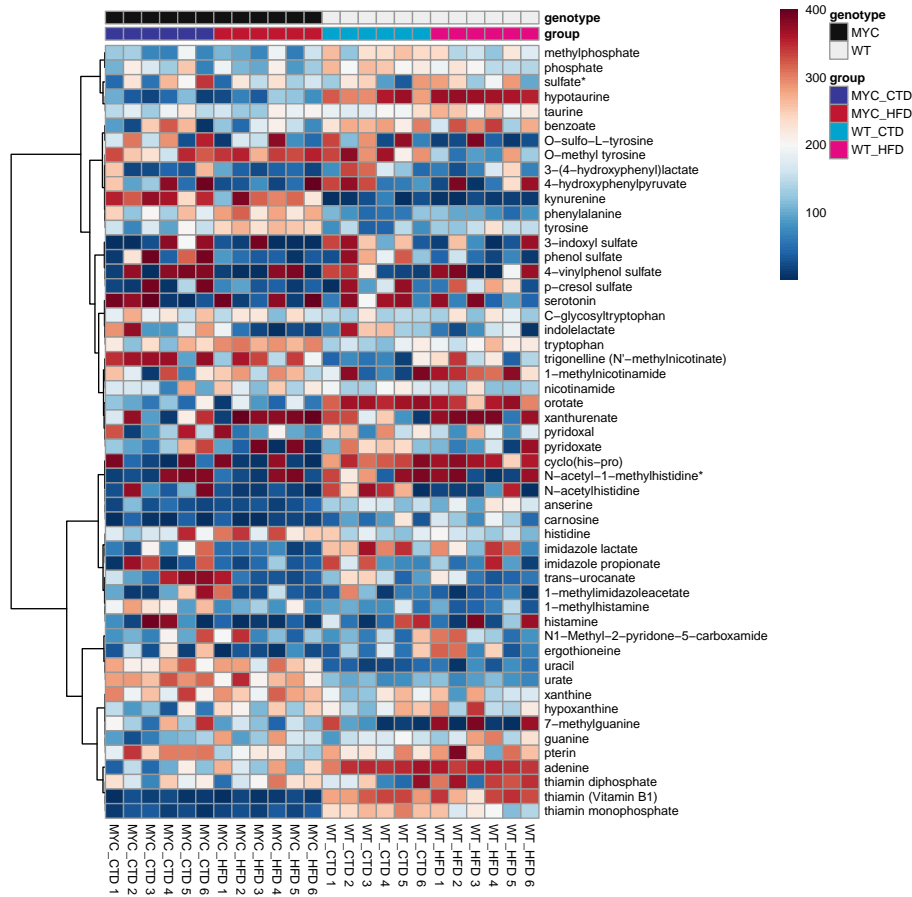 genotype
group
methylphosphate
phosphate
sulfate*
hypotaurine
taurine
benzoate
O−sulfo−L−tyrosine
O−methyl tyrosine
3−(4−hydroxyphenyl)lactate
4−hydroxyphenylpyruvate
kynurenine
phenylalanine
tyrosine
3−indoxyl sulfate
phenol sulfate
4−vinylphenol sulfate
p−cresol sulfate
serotonin
C−glycosyltryptophan
indolelactate
tryptophan
trigonelline (N'−methylnicotinate)
1−methylnicotinamide
nicotinamide
orotate
xanthurenate
pyridoxal
pyridoxate
cyclo(his−pro)
N−acetyl−1−methylhistidine*
N−acetylhistidine
anserine
carnosine
histidine
imidazole lactate
imidazole propionate
trans−urocanate
1−methylimidazoleacetate
1−methylhistamine
histamine
N1−Methyl−2−pyridone−5−carboxamide
ergothioneine
uracil
urate
xanthine
hypoxanthine
7−methylguanine
guanine
pterin
adenine
thiamin diphosphate
thiamin (Vitamin B1)
thiamin monophosphate
MYC_CTD 1
MYC_CTD 2
MYC_CTD 3
MYC_CTD 4
MYC_CTD 5
MYC_CTD 6
MYC_HFD 1
MYC_HFD 2
MYC_HFD 3
MYC_HFD 4
MYC_HFD 5
MYC_HFD 6
WT_CTD 1
WT_CTD 2
WT_CTD 3
WT_CTD 4
WT_CTD 5
WT_CTD 6
WT_HFD 1
WT_HFD 2
WT_HFD 3
WT_HFD 4
WT_HFD 5
WT_HFD 6
400
300
200
100
genotype
MYC
WT
group
MYC_CTD
MYC_HFD
WT_CTD
WT_HFD